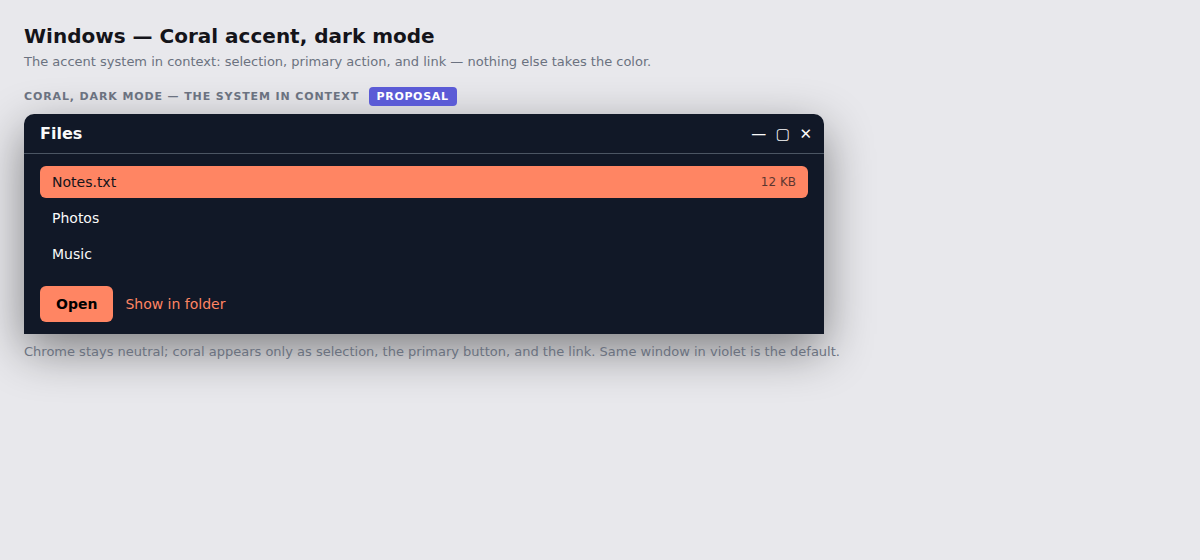 Windows — Coral accent, dark mode
The accent system in context: selection, primary action, and link — nothing else takes the color.
CORAL, DARK MODE — THE SYSTEM IN CONTEXT PROPOSAL
Files
Notes.txt 12 KB
Photos
Music
Open Show in folder
Chrome stays neutral; coral appears only as selection, the primary button, and the link. Same window in violet is the default.